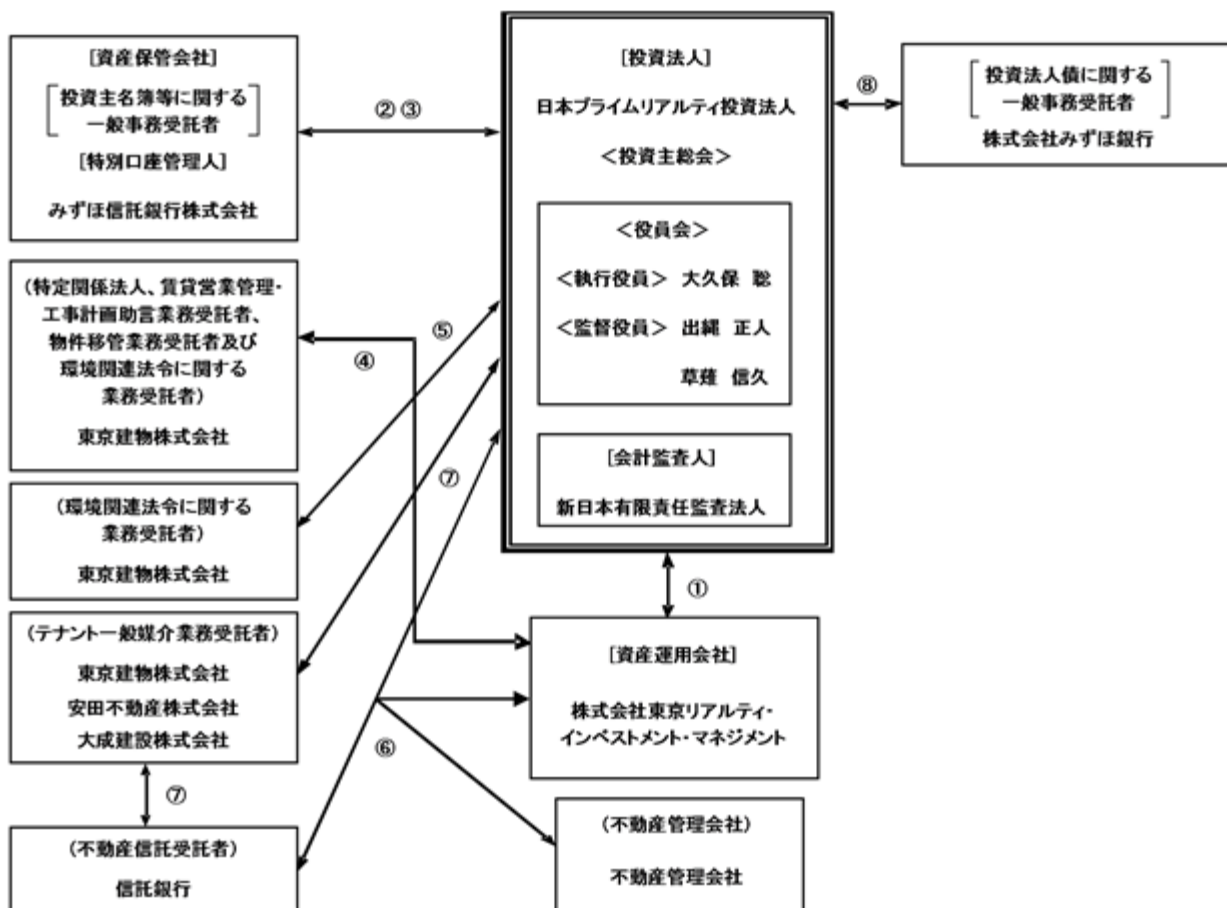 [資産保管会社]
投資主名簿等に関する
一般事務受託者
[特別口座管理人]
みずほ信託銀行株式会社
②③
[投資法人]
日本プライムリアルティ投資法人
＜投資主総会＞
＜役員会＞
＜執行役員＞ 大久保 聡
＜監督役員＞ 出縄 正人
草薙 信久
[会計監査人]
新日本有限責任監査法人
⑧
投資法人債に関する
一般事務受託者
株式会社みずほ銀行
(特定関係法人、賃貸営業管理・
工事計画助言業務受託者、
物件移管業務受託者及び
環境関連法令に関する
業務受託者)
東京建物株式会社
④
⑤
(環境関連法令に関する
業務受託者)
東京建物株式会社
⑦
①
(テナント一般媒介業務受託者)
東京建物株式会社
安田不動産株式会社
大成建設株式会社
[資産運用会社]
株式会社東京リアルティ・
インベストメント・マネジメント
⑥
⑦
(不動産信託受託者)
信託銀行
(不動産管理会社)
不動産管理会社